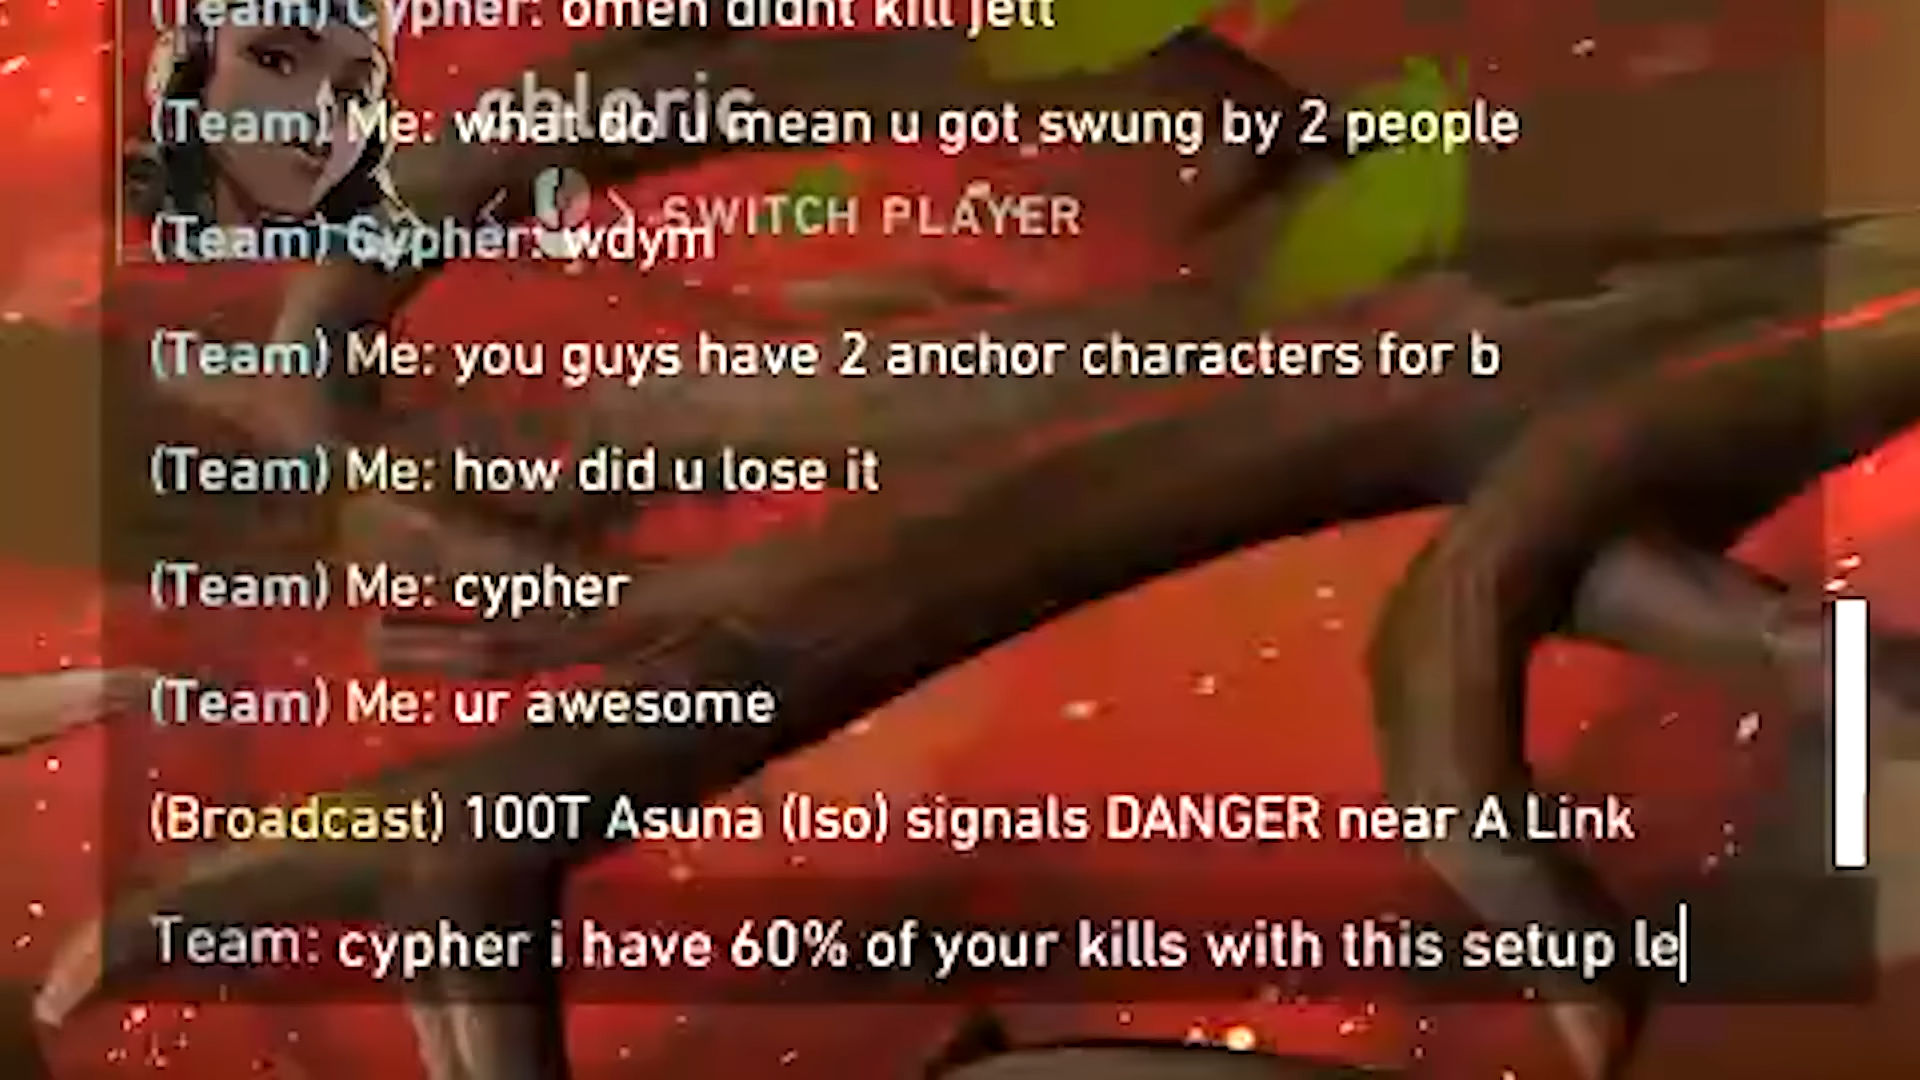 (Team) Cypher: omen didnt kill jett
chloric
(Team) Me: what do u mean u got swung by 2 people
SWITCH PLAYER
(Team) Cypher: wdym
(Team) Me: you guys have 2 anchor characters for b
(Team) Me: how did u lose it
(Team) Me: cypher
(Team) Me: ur awesome
(Broadcast) 100T Asuna (Iso) signals DANGER near A Link
Team: cypher i have 60% of your kills with this setup le